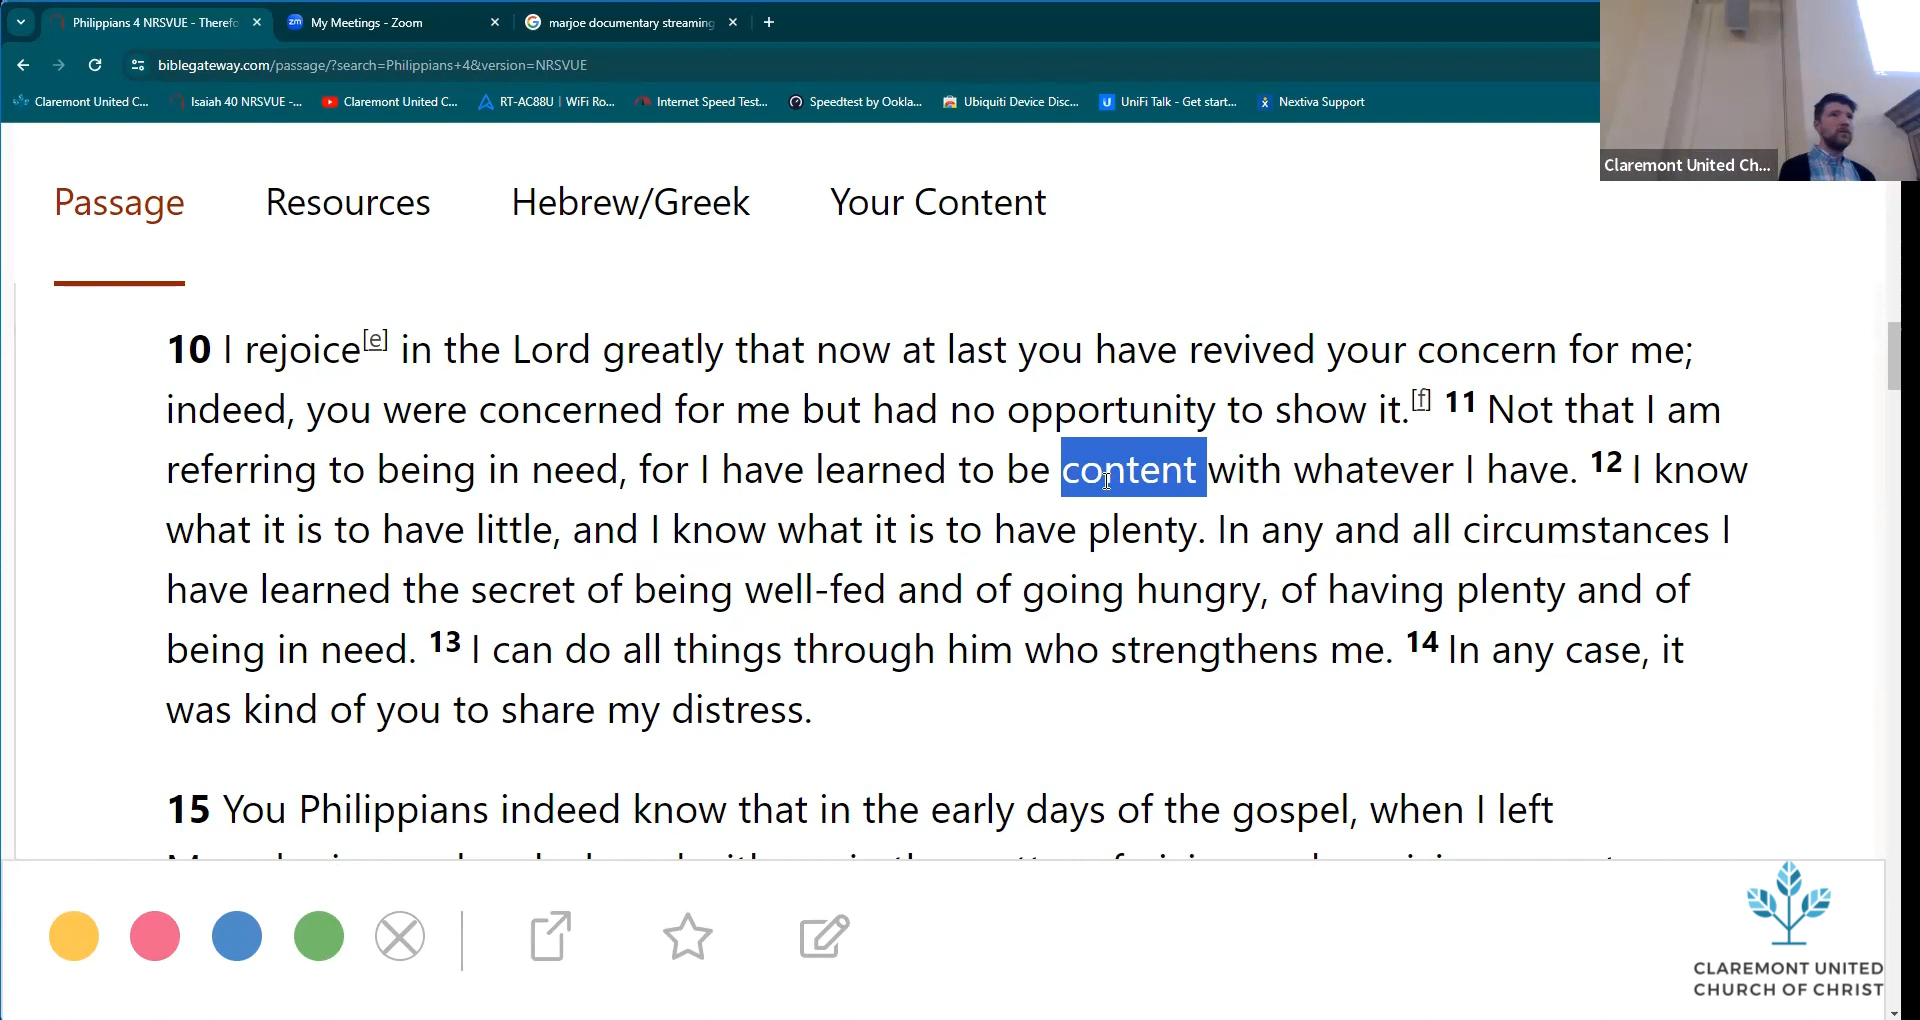 Philippians 4 NRSVUE - Therefo
zm My Meetings - Zoom
marjoe documentary streaming
biblegateway.com/passage/?search=Philippians+4&version=NRSVUE
Claremont United C...
Isaiah 40 NRSVUE -...
Claremont United C...
RT-AC88U | WiFi Ro...
Internet Speed Test...
Speedtest by Ookla...
Ubiquiti Device Disc...
UniFi Talk - Get start...
Nextiva Support
Claremont United Ch...
Passage
Resources
Hebrew/Greek
Your Content
10 I rejoice[e] in the Lord greatly that now at last you have revived your concern for me;
indeed, you were concerned for me but had no opportunity to show it.[f] 11 Not that I am
referring to being in need, for I have learned to be content with whatever I have. 12 I know
what it is to have little, and I know what it is to have plenty. In any and all circumstances I
have learned the secret of being well-fed and of going hungry, of having plenty and of
being in need. 13 I can do all things through him who strengthens me. 14 In any case, it
was kind of you to share my distress.
15 You Philippians indeed know that in the early days of the gospel, when I left
CLAREMONT UNITED
CHURCH OF CHRIST